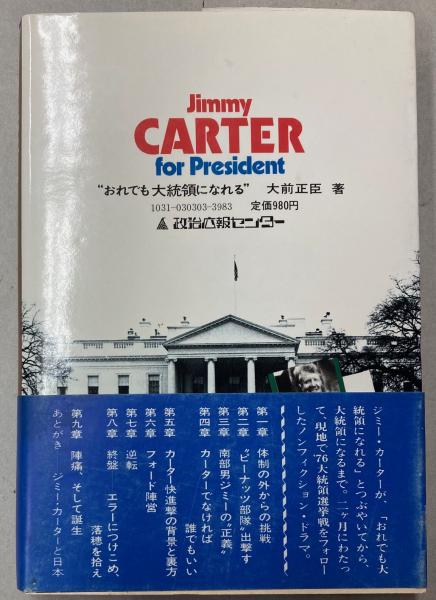 Jimmy
CARTER
for President
“おれでも大統領になれる” 大前正臣 著
1031-030303-3983 定価980円
政治広報センター
ジミー・カーターが、「おれでも大
統領になれる」とつぶやいてから、
大統領になるまで。二ヶ月にわたっ
て、現地で'76大統領選挙戦をフォロー
したノンフィクション・ドラマ。
第一章 体制の外からの挑戦
第二章 “ピーナッツ部隊”出撃す
第三章 南部男ジミーの“正義”
第四章 カーターでなければ
誰でもいい
第五章 カーター快進撃の背景と裏方
第六章 フォード陣営
第七章 逆転
第八章 終盤――エラーにつけこめ、
落穂を拾え
第九章 陣痛、そして誕生
あとがき ジミー・カーターと日本